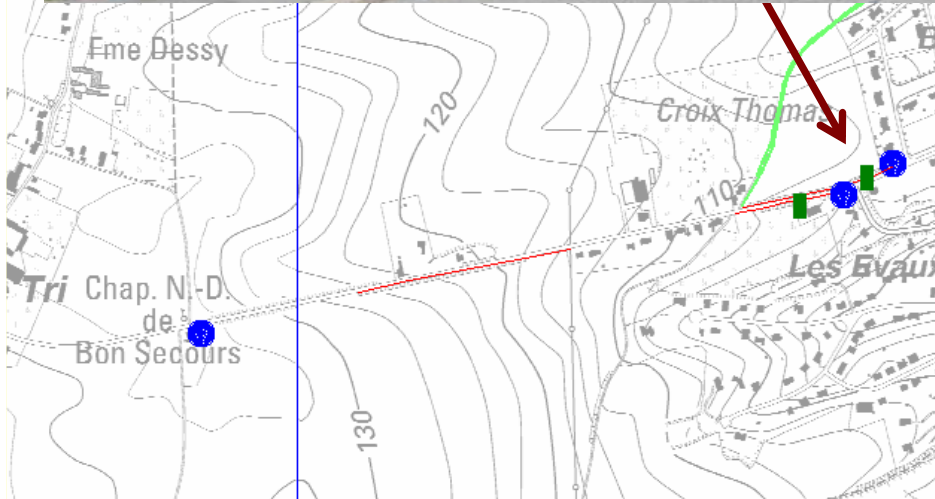 Fme Dessy
120
Croix Thomas
110
Les Evaux
Tri
Chap. N.-D.
de
Bon Secours
130